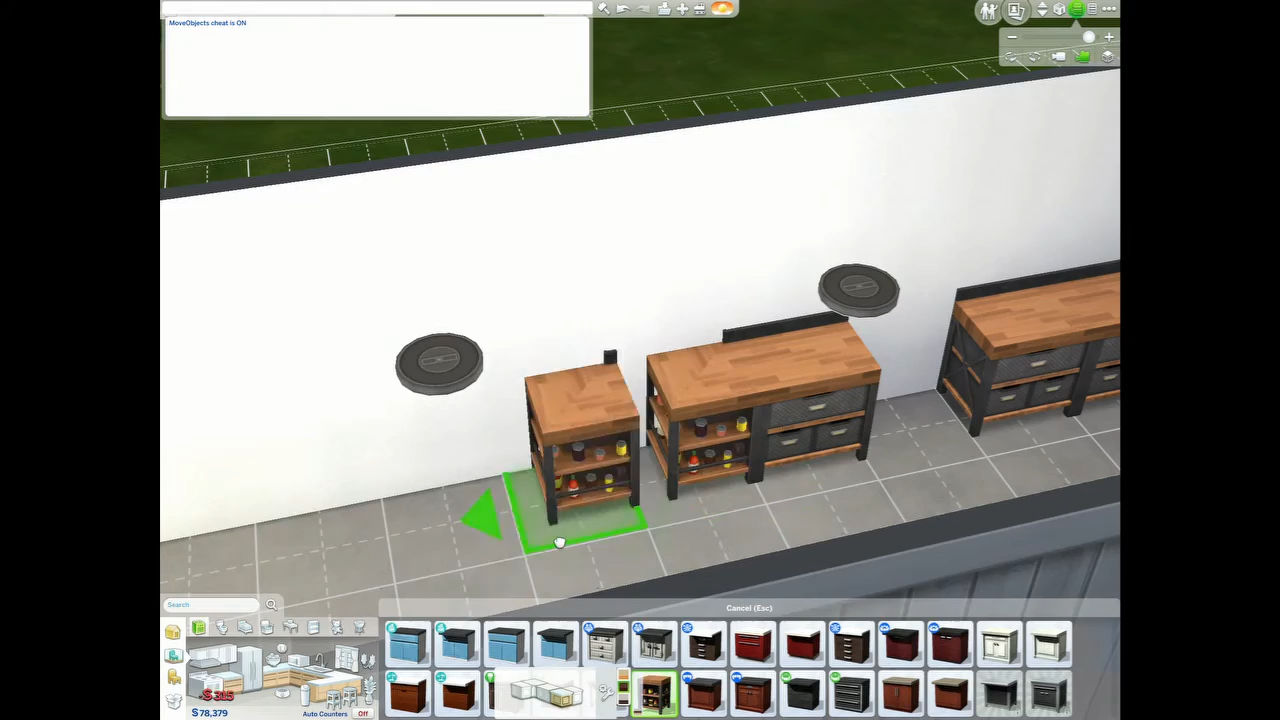 MoveObjects cheat is ON
Cancel (Esc)
Search
-$315
$78,379
Auto Counters
Off